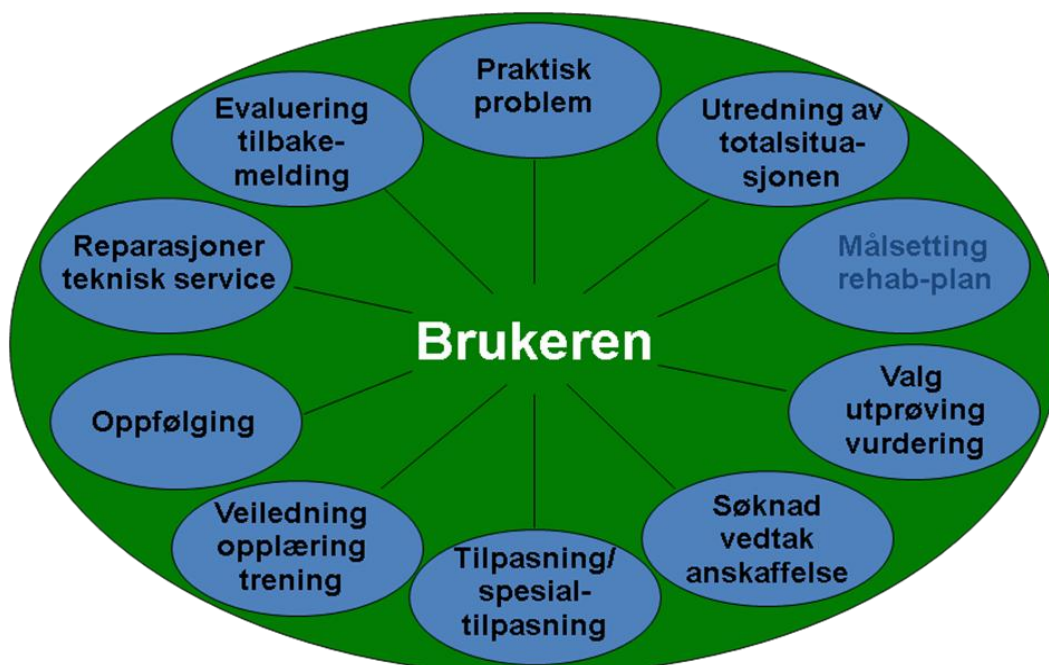 Praktisk
problem
Utredning av
totalsitua-
sjonen
Målsetting
rehab-plan
Valg
utprøving
vurdering
Søknad
vedtak
anskaffelse
Tilpasning/
spesial-
tilpasning
Veiledning
opplæring
trening
Oppfølging
Reparasjoner
teknisk service
Evaluering
tilbake-
melding
Brukeren